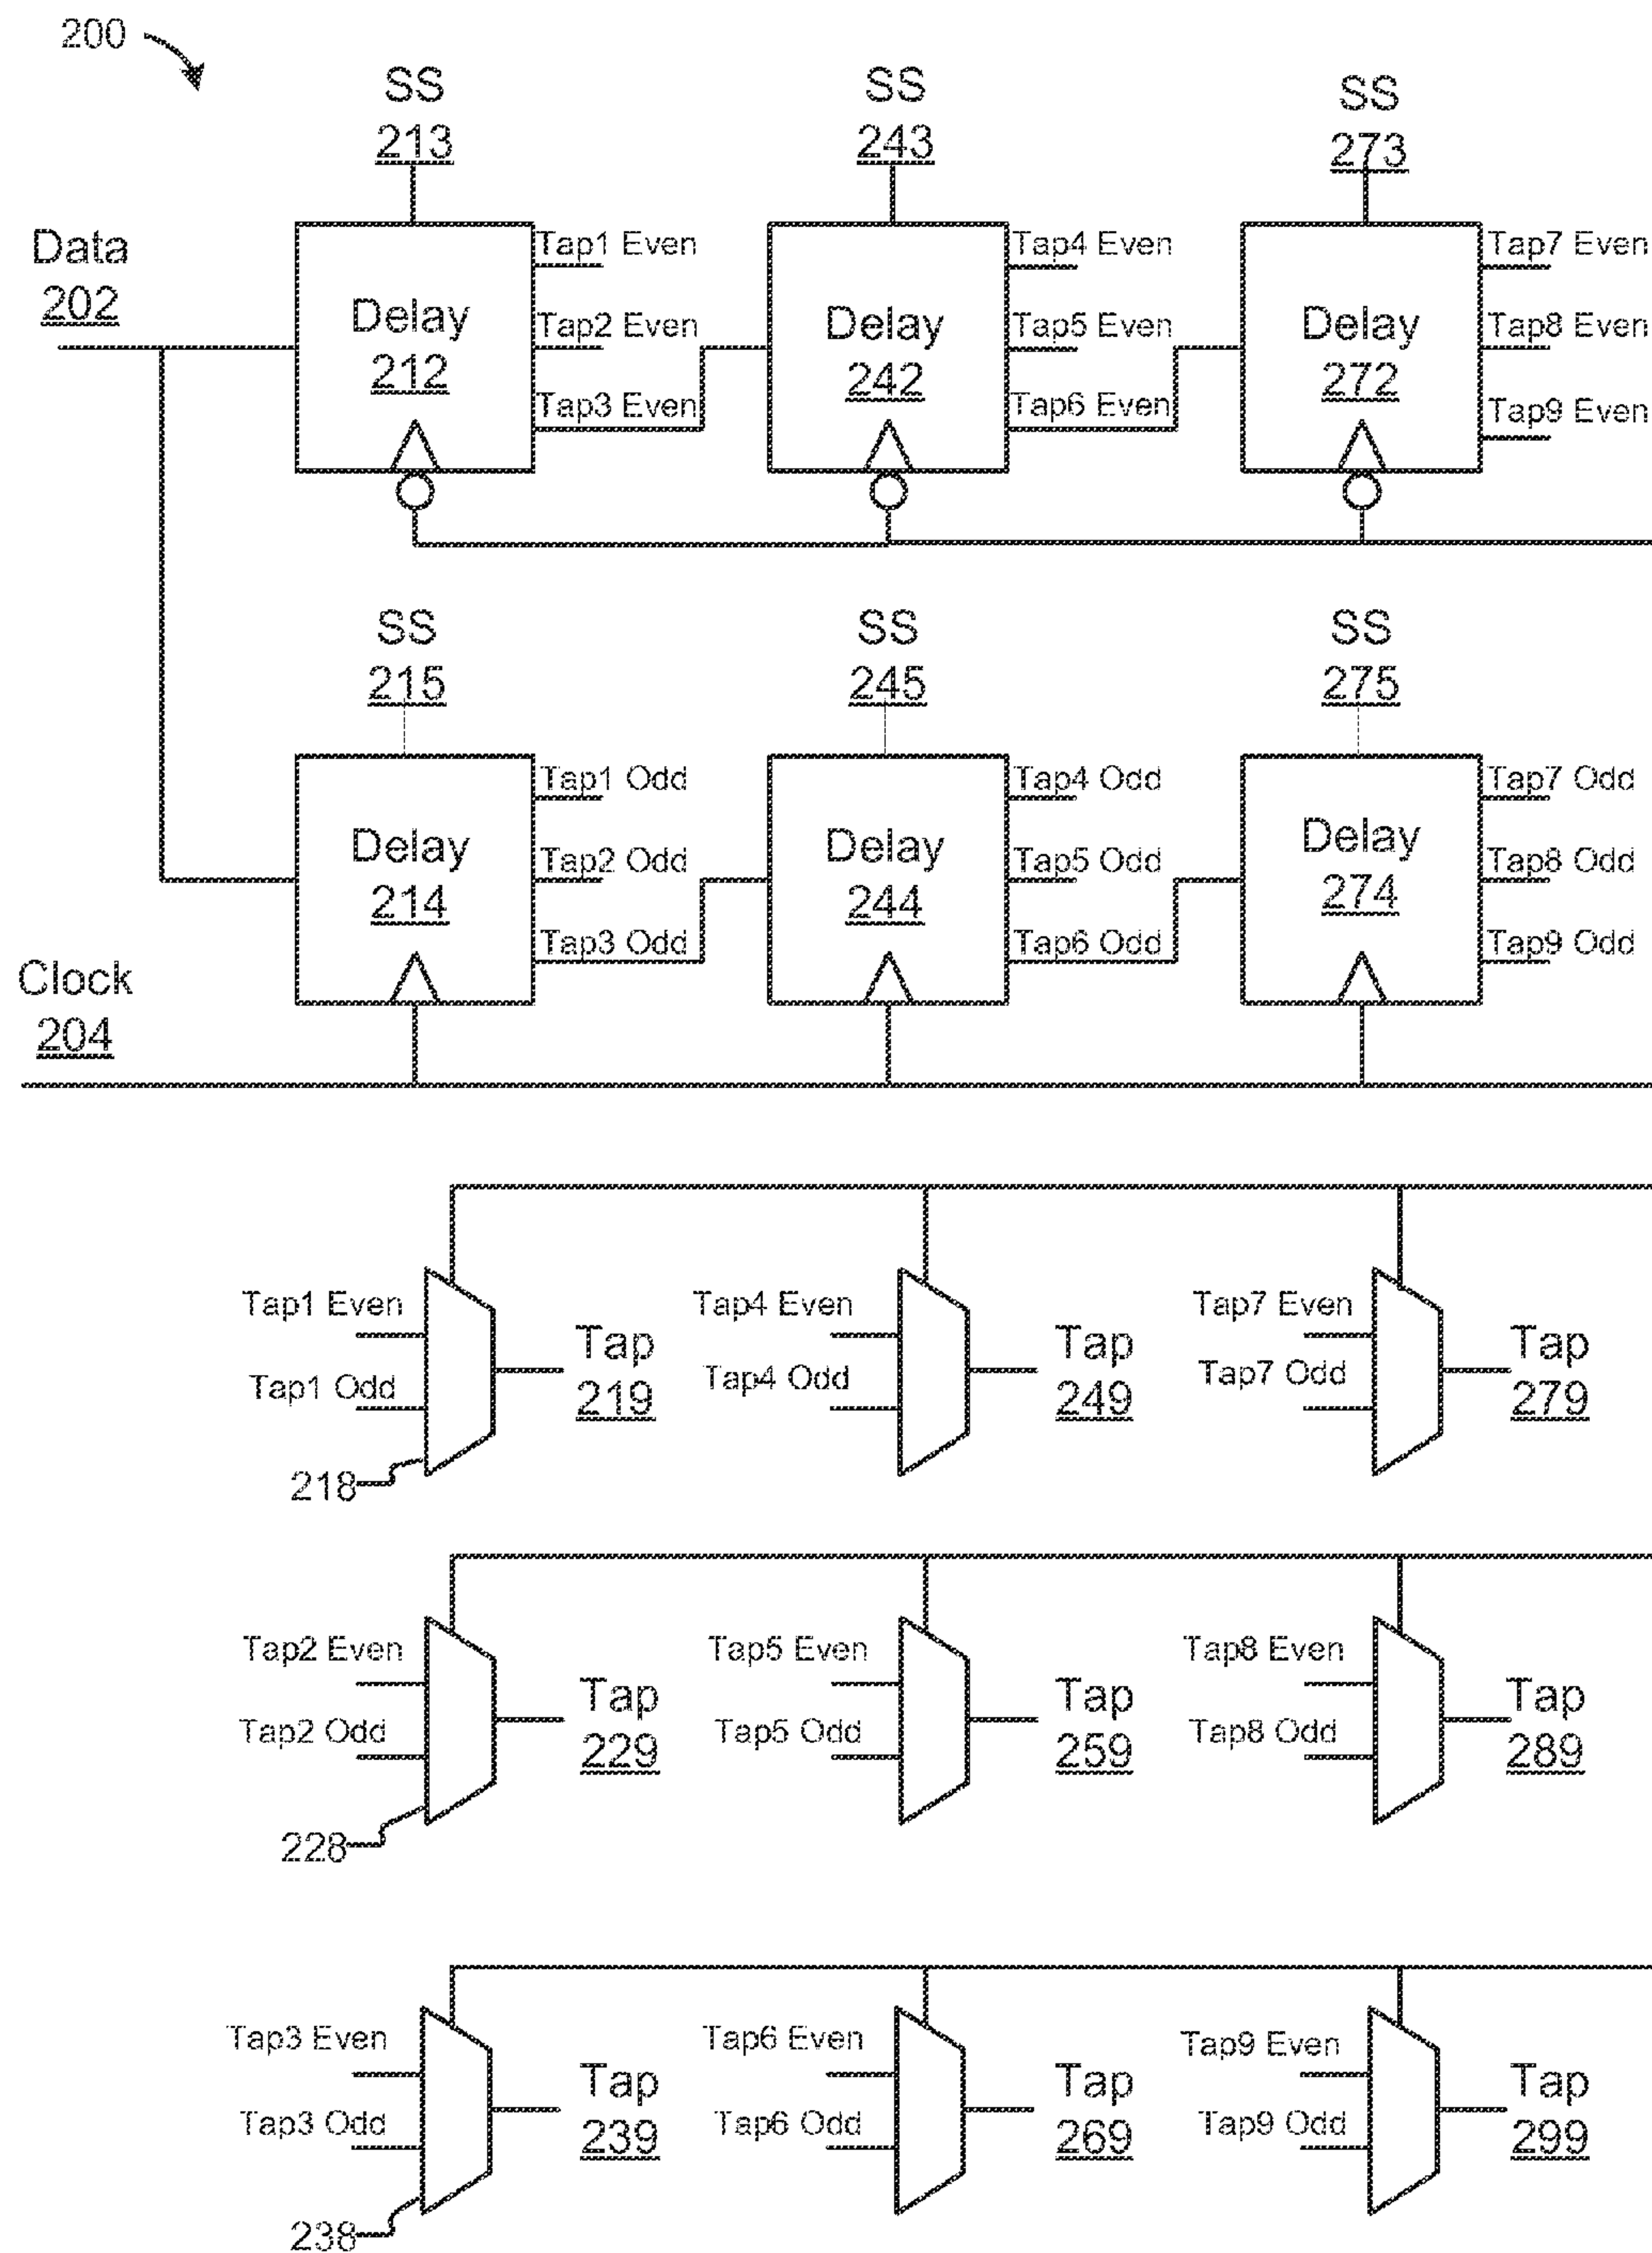 200
SS
213
SS
243
SS
273
Data
202
Delay
212
Tap1 Even
Tap2 Even
Tap3 Even
Delay
242
Tap4 Even
Tap5 Even
Tap6 Even
Delay
272
Tap7 Even
Tap8 Even
Tap9 Even
SS
215
SS
245
SS
275
Delay
214
Tap1 Odd
Tap2 Odd
Tap3 Odd
Delay
244
Tap4 Odd
Tap5 Odd
Tap6 Odd
Delay
274
Tap7 Odd
Tap8 Odd
Tap9 Odd
Clock
204
Tap1 Even
Tap1 Odd
218
Tap
219
Tap4 Even
Tap4 Odd
Tap
249
Tap7 Even
Tap7 Odd
Tap
279
Tap2 Even
Tap2 Odd
228
Tap
229
Tap5 Even
Tap5 Odd
Tap
259
Tap8 Even
Tap8 Odd
Tap
289
Tap3 Even
Tap3 Odd
238
Tap
239
Tap6 Even
Tap6 Odd
Tap
269
Tap9 Even
Tap9 Odd
Tap
299